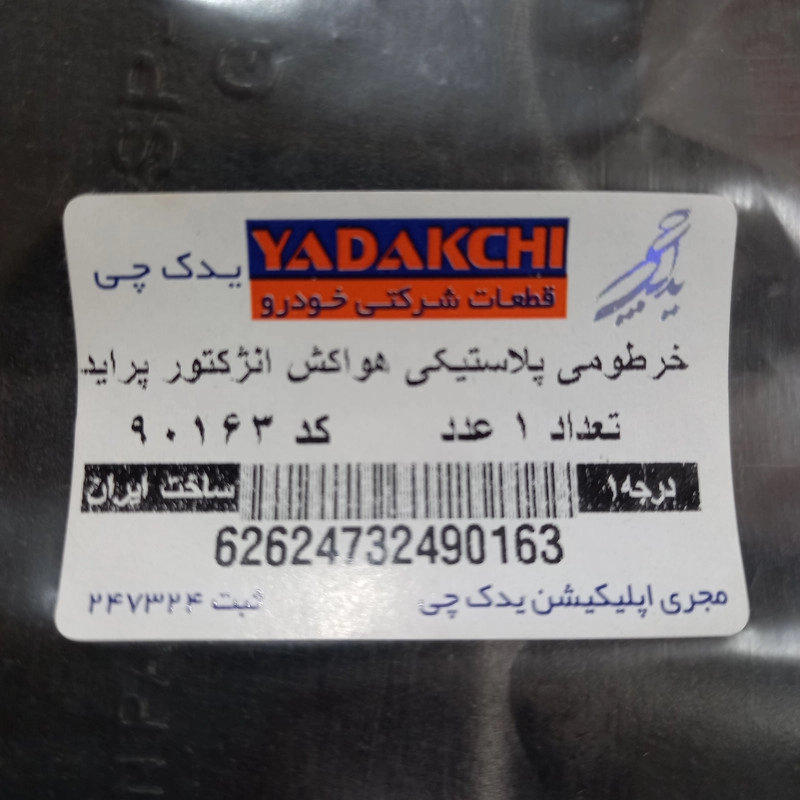 YADAKCHI
یدک چی
قطعات شرکتی خودرو
خرطومی پلاستیکی هواکش انژکتور پراید
تعداد ۱ عدد کد ۹۰۱۶۳
درجه۱ ساخت ایران
62624732490163
مجری اپلیکیشن یدک چی ثبت ۲۴۷۳۲۴